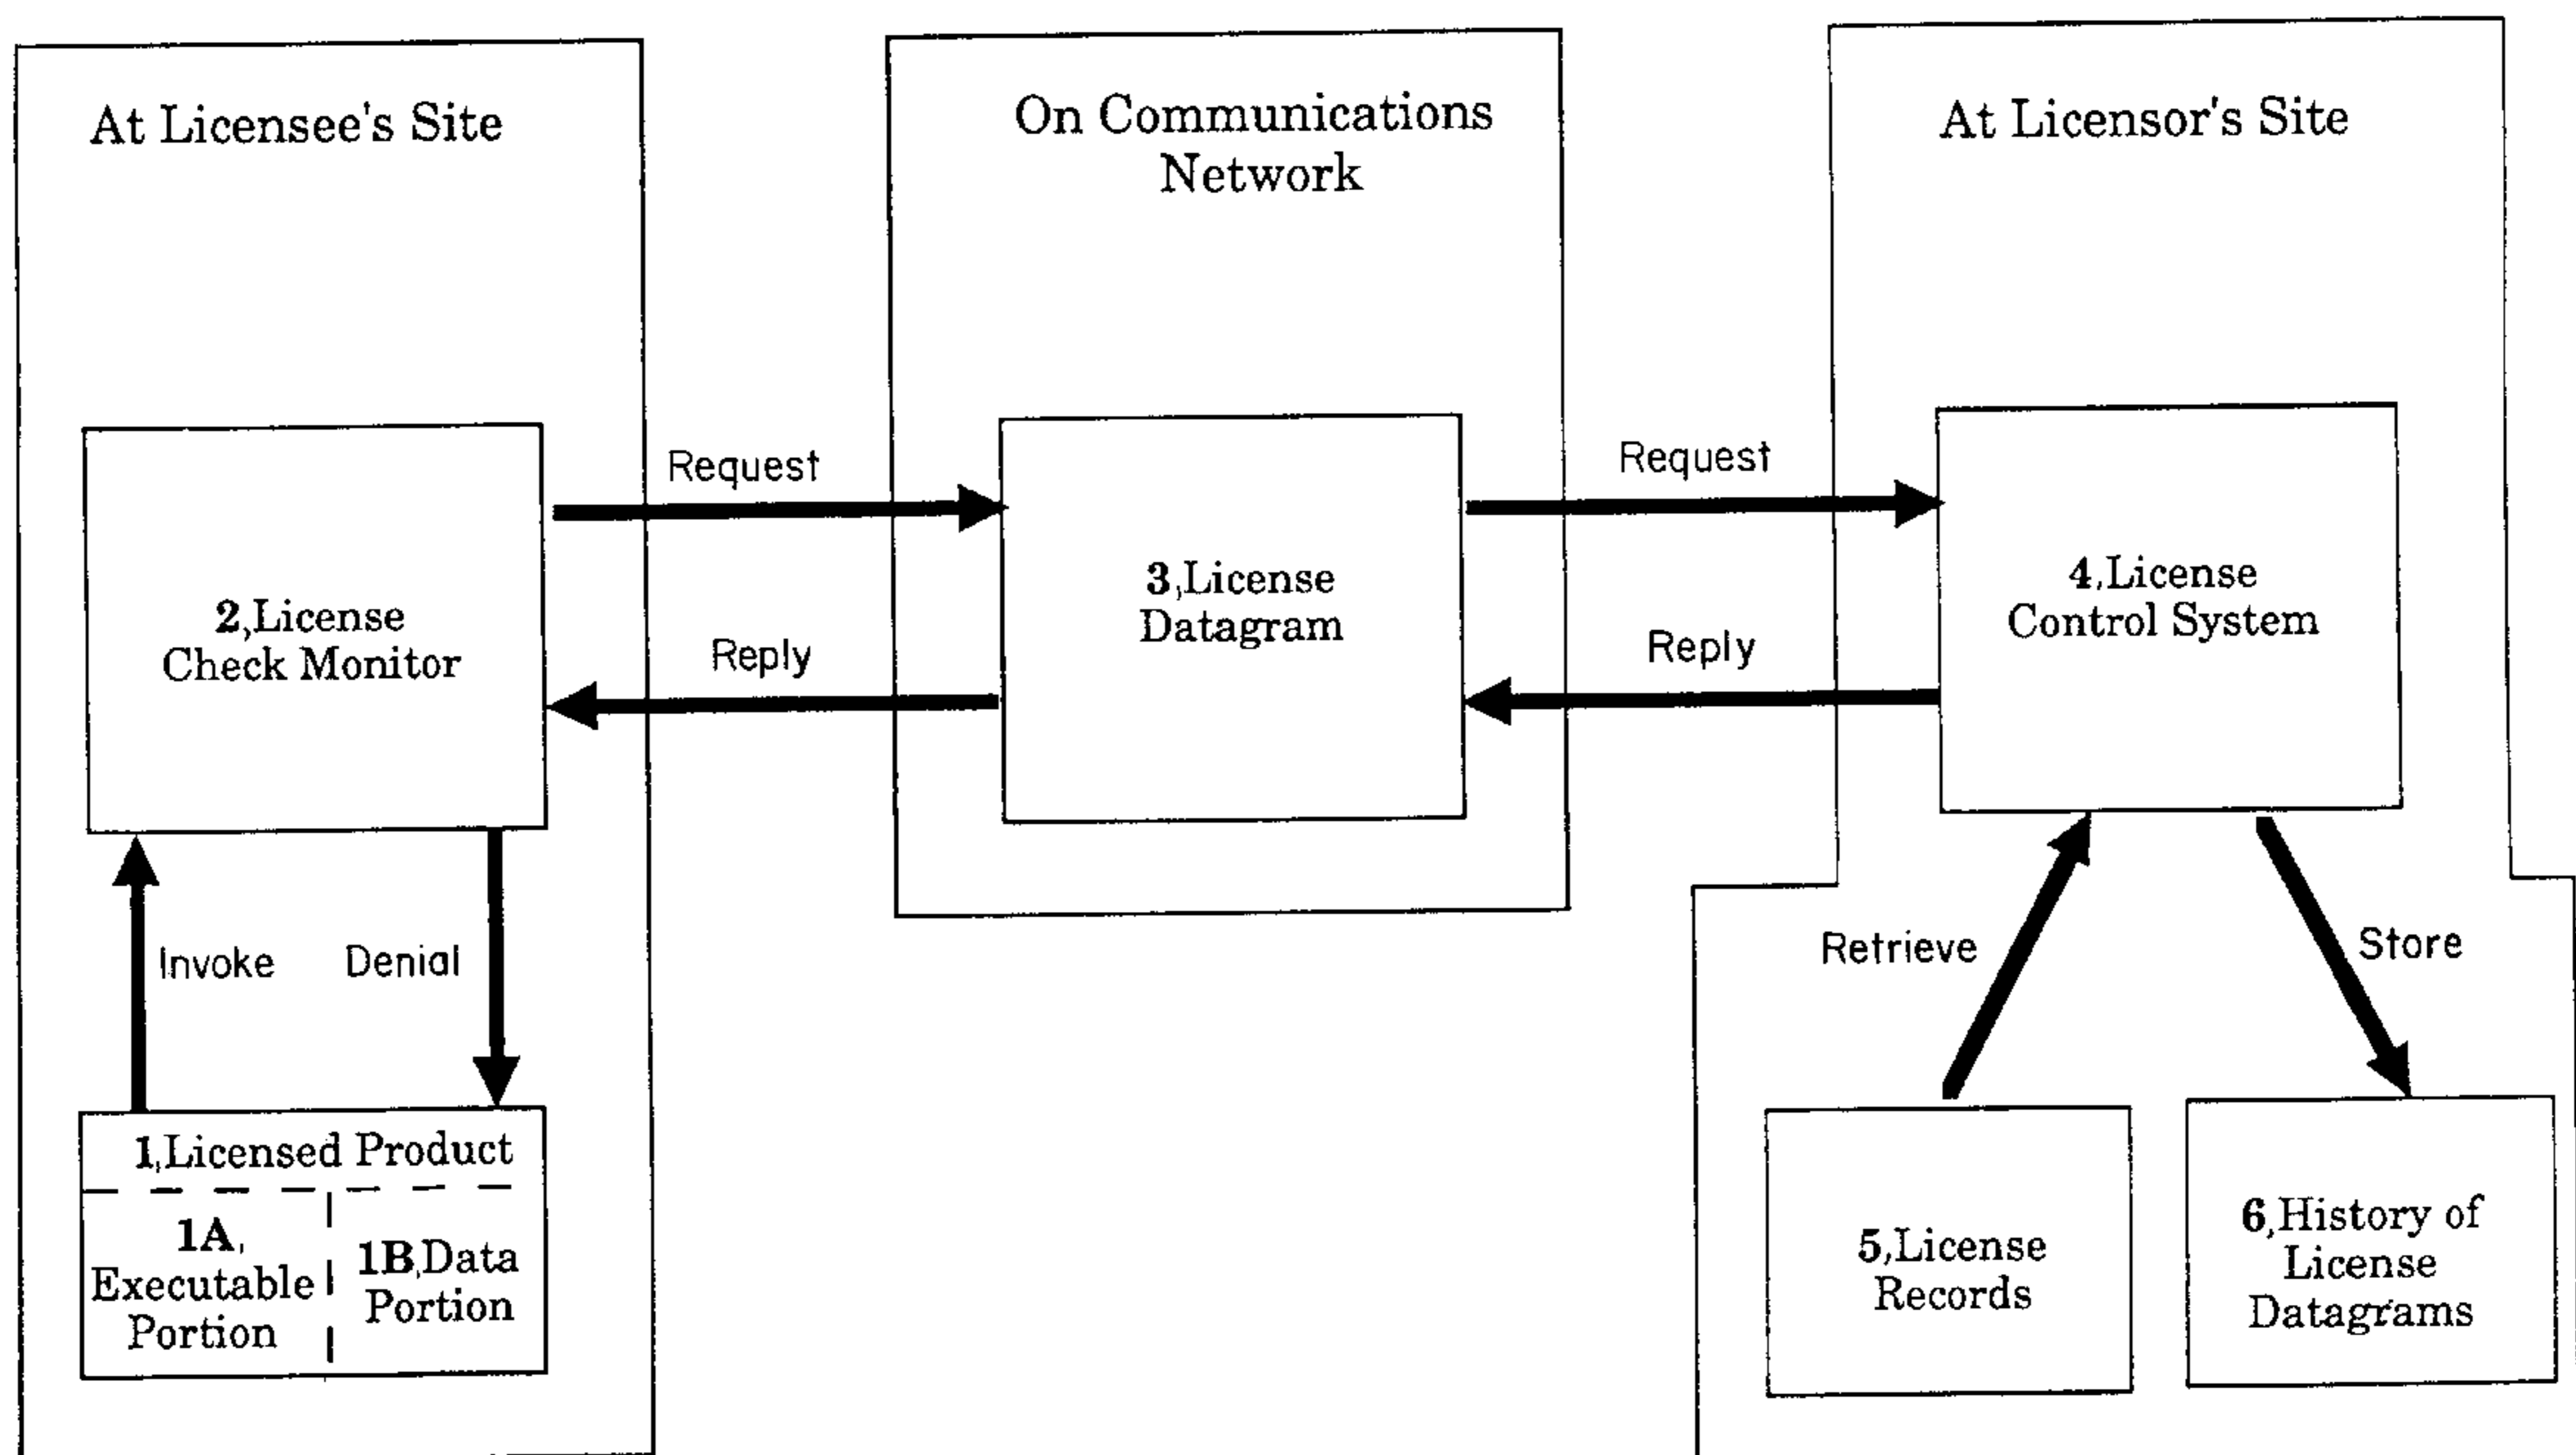 At Licensee's Site
On Communications
Network
At Licensor's Site
Request
Request
2,License
Check Monitor
3,License
Datagram
4,License
Control System
Reply
Reply
Invoke
Denial
Retrieve
Store
1,Licensed Product
1A,
Executable
Portion
1B,Data
Portion
5,License
Records
6,History of
License
Datagrams